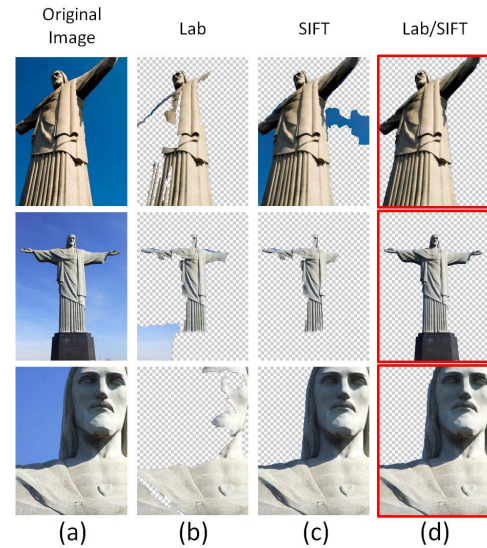 Original
Image
Lab
SIFT
Lab/SIFT
(a)
(b)
(c)
(d)